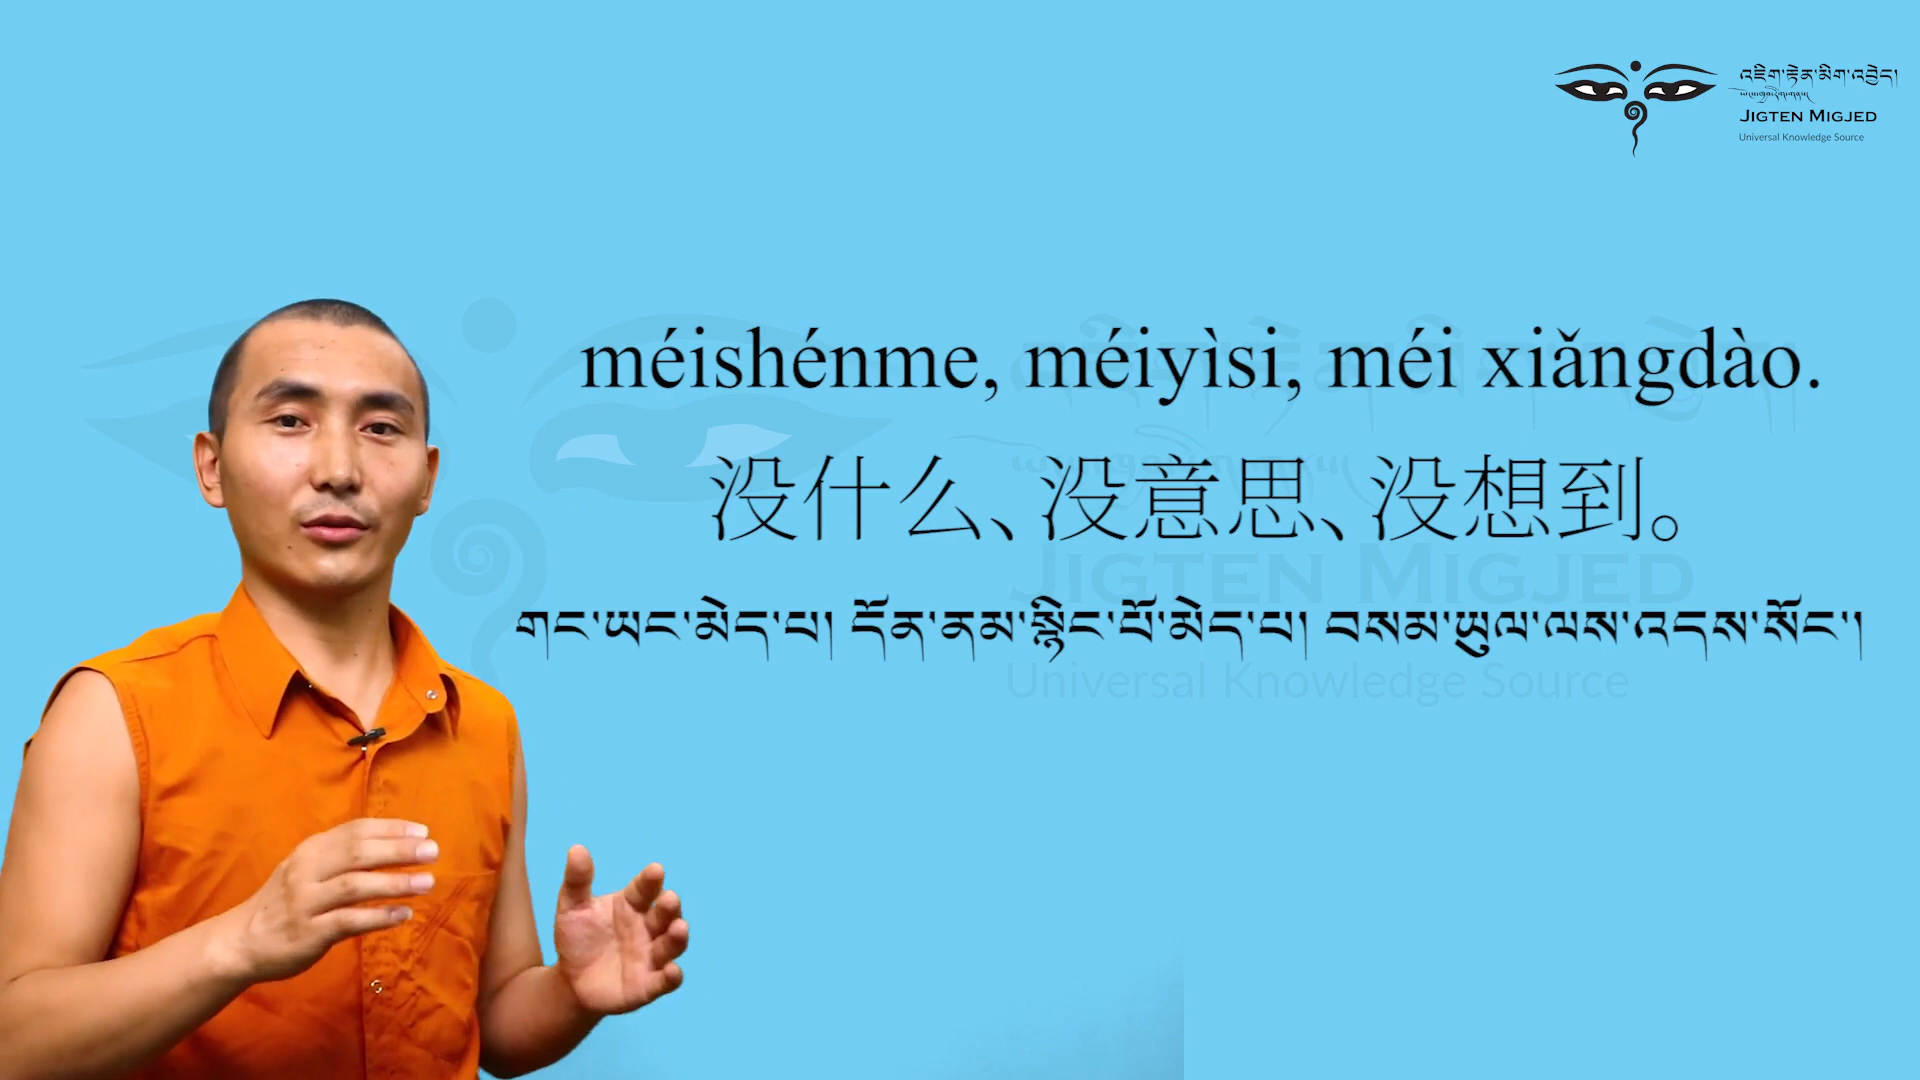 འཇིག་རྟེན་མིག་འབྱེད།
JIGTEN MIGJED
Universal Knowledge Source
méishénme, méiyìsi, méi xiǎngdào.
没什么、没意思、没想到。
གང་ཡང་མེད་པ། དོན་ནམ་སྙིང་པོ་མེད་པ། བསམ་ཡུལ་ལས་འདས་སོང་།
JIGTEN MIGJED
Universal Knowledge Source